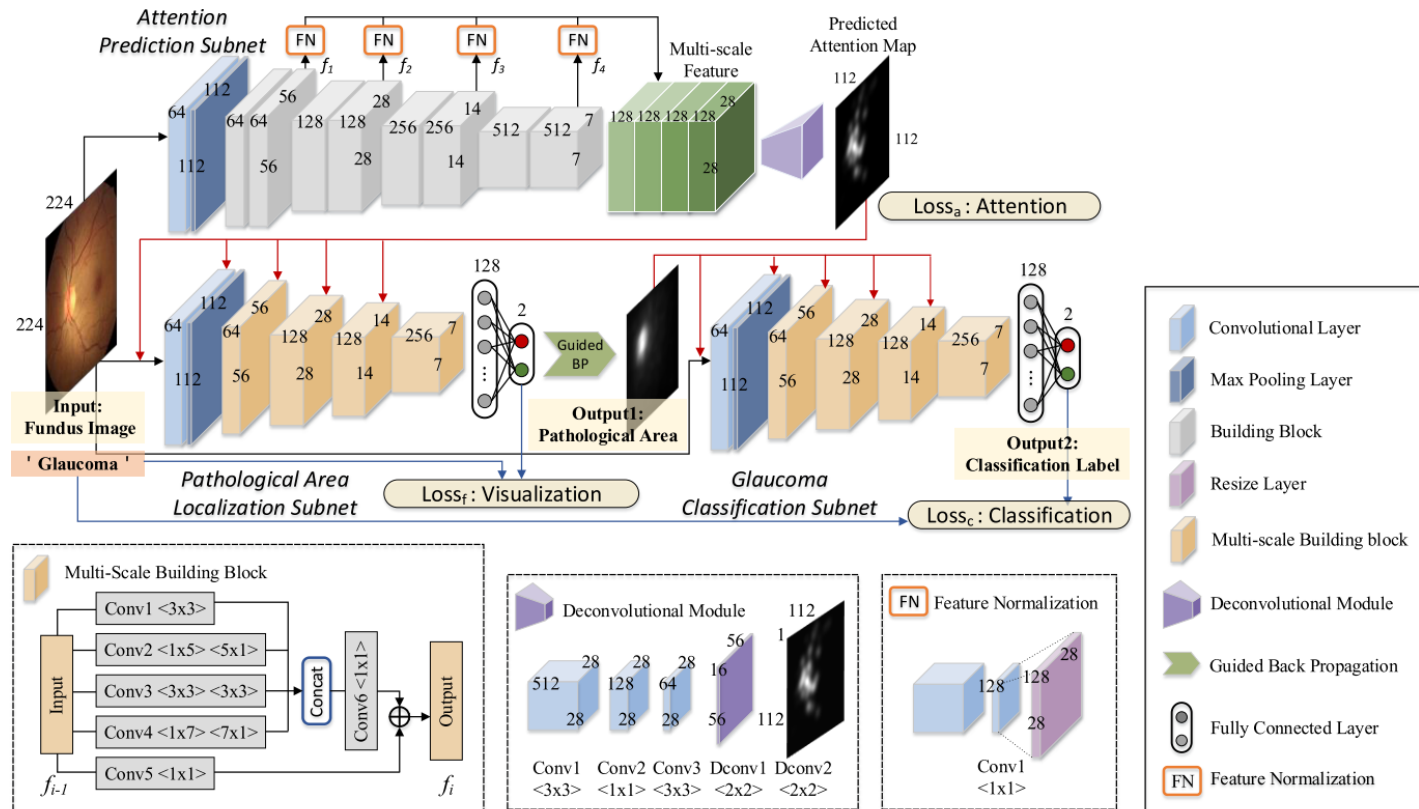 Attention
Prediction Subnet
FN FN FN FN
f1 f2 f3 f4
Multi-scale
Feature
Predicted
Attention Map
112
112
64 112 112
64 64 56 56
128 128 28 28
256 256 14 14
512 512 7 7
128 128 128 128 28 28
Loss_a : Attention
224
224
Input:
Fundus Image
' Glaucoma '
64 112 112
64 56 56
128 28 28
128 14 14
256 7 7
128
2
Guided
BP
Output1:
Pathological Area
Pathological Area
Localization Subnet
Loss_f : Visualization
64 112 112
64 56 56
128 28 28
128 14 14
256 7 7
128
2
Output2:
Classification Label
Glaucoma
Classification Subnet
Loss_c : Classification
Convolutional Layer
Max Pooling Layer
Building Block
Resize Layer
Multi-scale Building block
Deconvolutional Module
Guided Back Propagation
Fully Connected Layer
FN Feature Normalization
Multi-Scale Building Block
Input
Conv1 <3x3>
Conv2 <1x5> <5x1>
Conv3 <3x3> <3x3>
Conv4 <1x7> <7x1>
Conv5 <1x1>
Concat
Conv6 <1x1>
Output
f_i-1
f_i
Deconvolutional Module
512 28 28
128 28 28
64 28 28
16 56 56
1 112 112
Conv1 Conv2 Conv3 Dconv1 Dconv2
<3x3> <1x1> <3x3> <2x2> <2x2>
FN Feature Normalization
128
128 28 28
Conv1
<1x1>